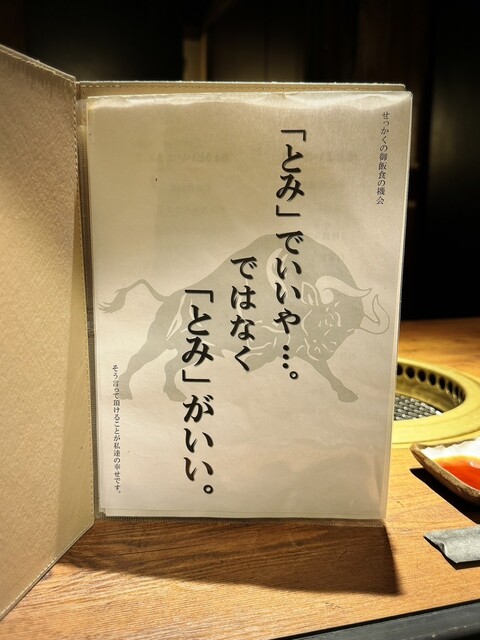 せっかくの御飯食の機会
「とみ」でいいや…。
ではなく
「とみ」がいい。
そう言って頂けることが私達の幸せです。